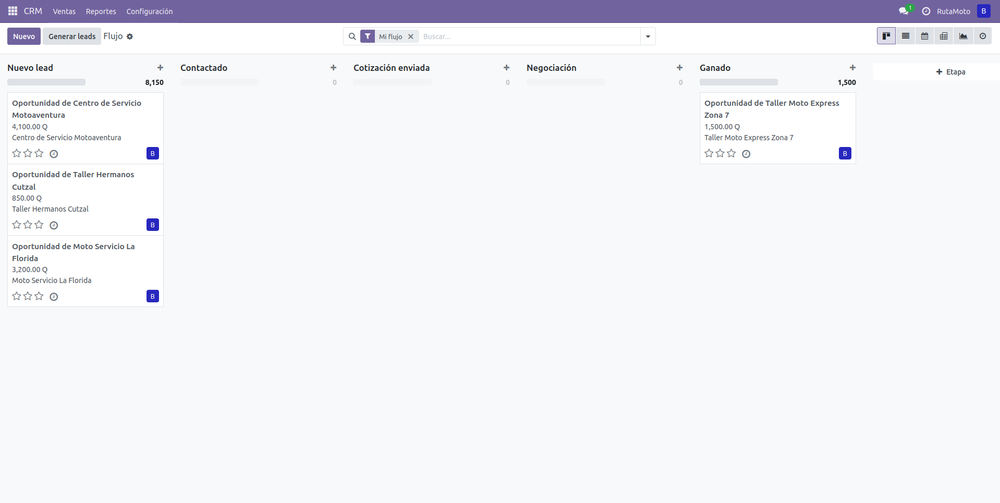 CRM Ventas Reportes Configuración 1 RutaMoto B
Nuevo Generar leads Flujo Mi flujo Buscar...
Nuevo lead
8,150
Oportunidad de Centro de Servicio
Motoaventura
4,100.00 Q
Centro de Servicio Motoaventura
B
Oportunidad de Taller Hermanos
Cutzal
850.00 Q
Taller Hermanos Cutzal
B
Oportunidad de Moto Servicio La
Florida
3,200.00 Q
Moto Servicio La Florida
B
Contactado
0
Cotización enviada
0
Negociación
0
Ganado
1,500
Oportunidad de Taller Moto Express
Zona 7
1,500.00 Q
Taller Moto Express Zona 7
B
+ Etapa